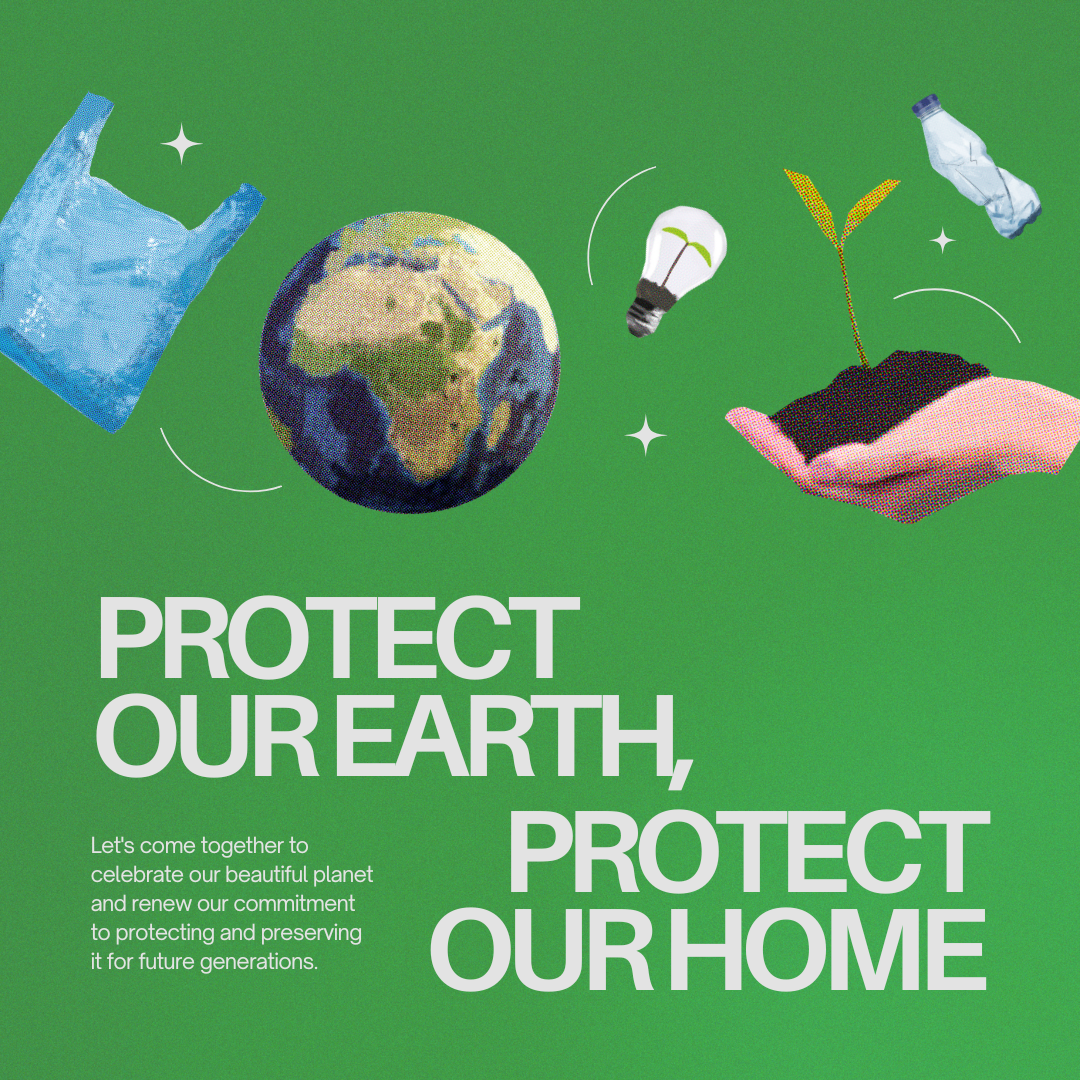 PROTECT
OUR EARTH,
PROTECT
OUR HOME
Let's come together to
celebrate our beautiful planet
and renew our commitment
to protecting and preserving
it for future generations.